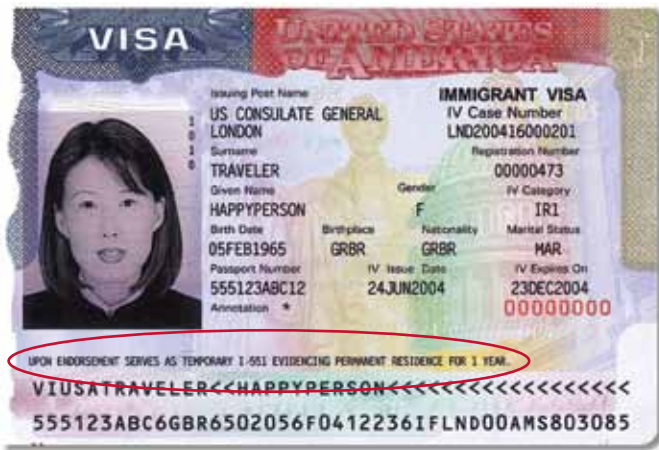 VISA
UNITED STATES
OF AMERICA
Issuing Post Name
IMMIGRANT VISA
US CONSULATE GENERAL
IV Case Number
LONDON
LND200416000201
Surname
Registration Number
TRAVELER
00000473
Given Name Gender IV Category
HAPPYPERSON F IR1
Birth Date Birthplace Nationality Marital Status
05FEB1965 GRBR GRBR MAR
Passport Number IV Issue Date IV Expires On
555123ABC12 24JUN2004 23DEC2004
Annotation *
00000000
1010
UPON ENDORSEMENT SERVES AS TEMPORARY I-551 EVIDENCING PERMANENT RESIDENCE FOR 1 YEAR.
VIUSATRAVELER<<HAPPYPERSON<<<<<<<<<<<<<<<<<<
555123ABC6GBR6502056F0412236IFLND00AMS803085